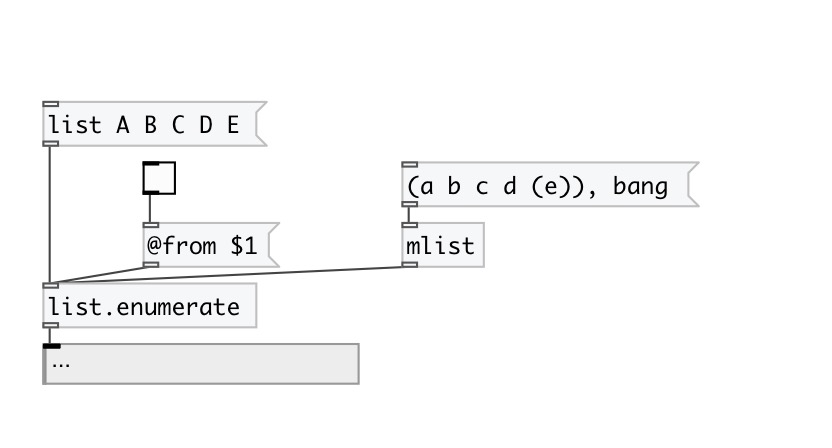 list A B C D E
(a b c d (e)), bang
@from $1
mlist
list.enumerate
...